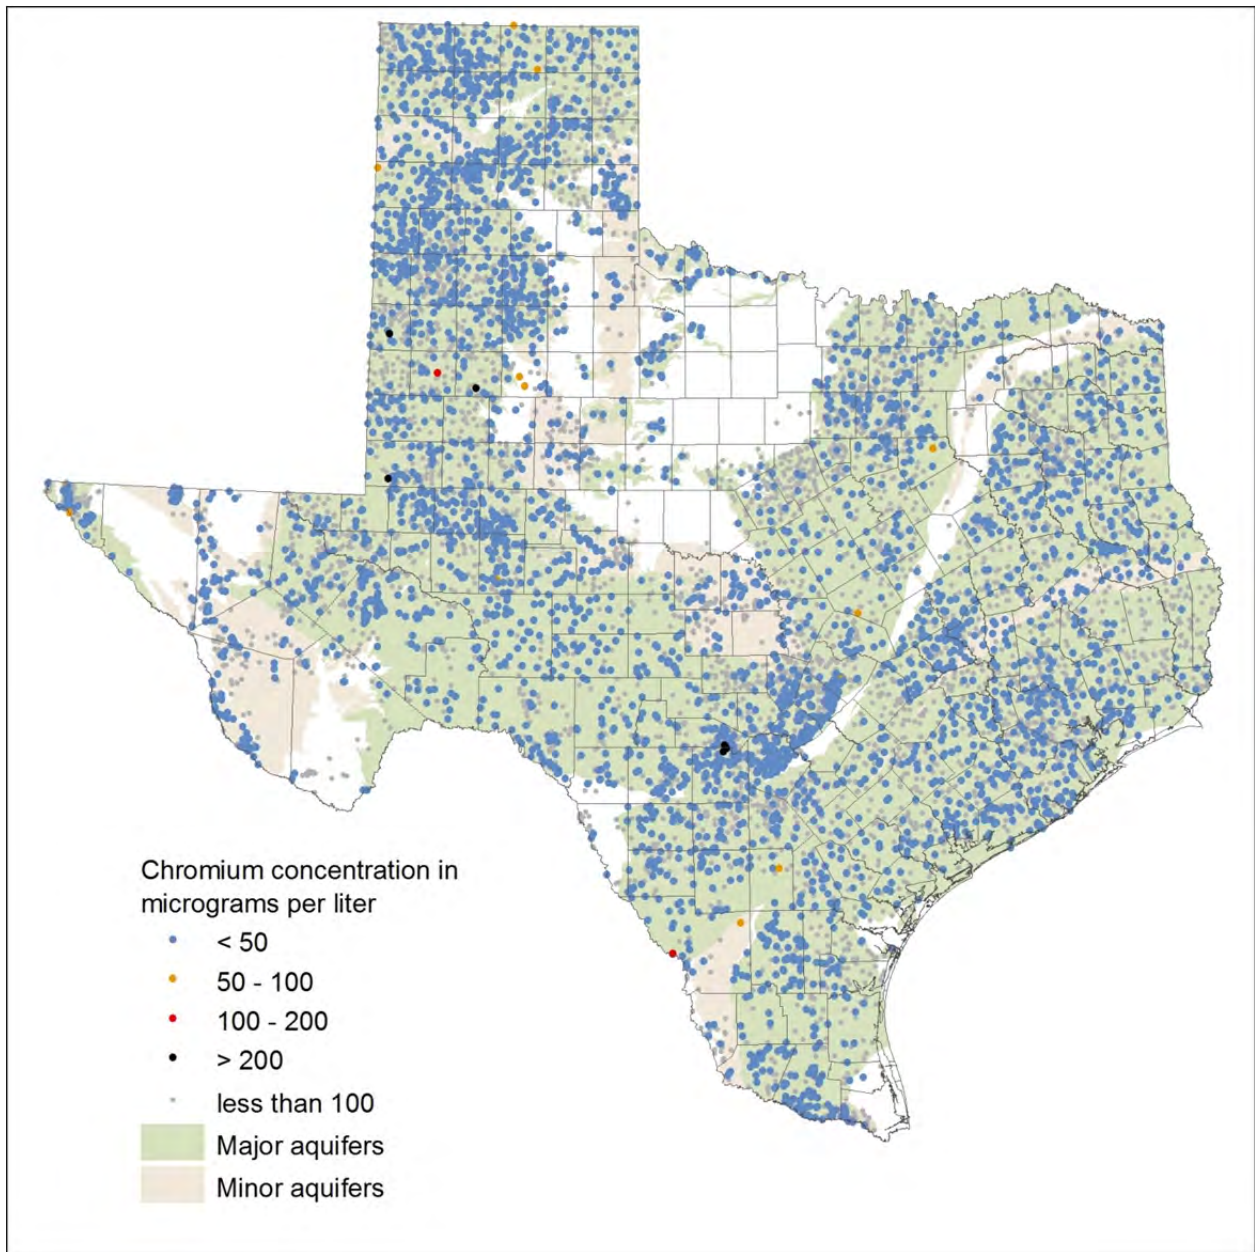 Chromium concentration in
micrograms per liter
< 50
50 - 100
100 - 200
> 200
less than 100
Major aquifers
Minor aquifers